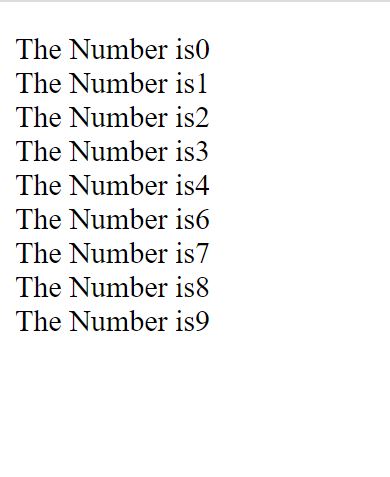 The Number is0
The Number is1
The Number is2
The Number is3
The Number is4
The Number is6
The Number is7
The Number is8
The Number is9